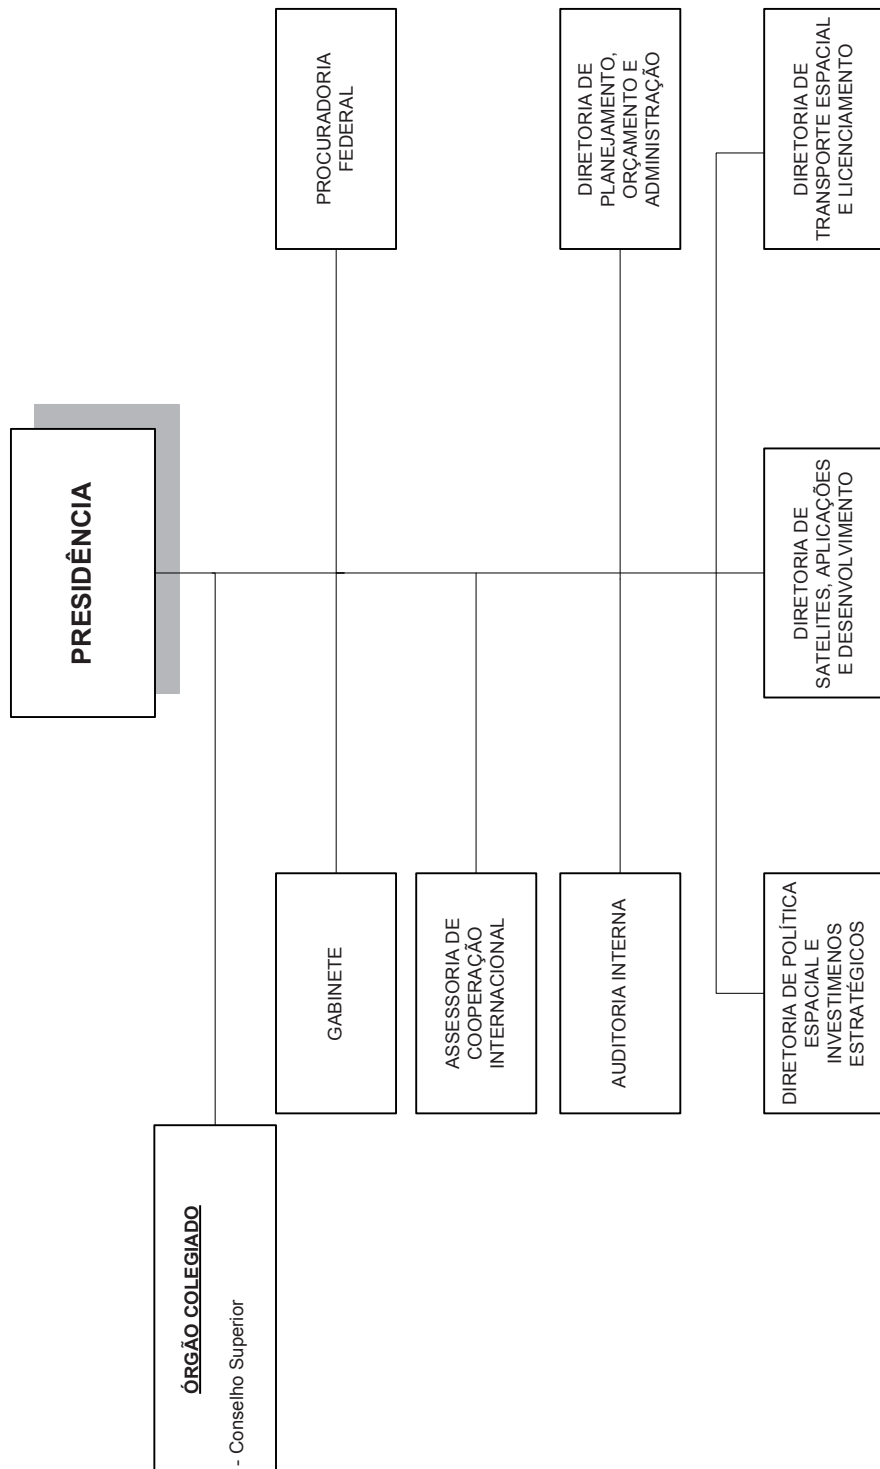 PRESIDÊNCIA
ÓRGÃO COLEGIADO
- Conselho Superior
GABINETE
PROCURADORIA
FEDERAL
ASSESSORIA DE
COOPERAÇÃO
INTERNACIONAL
AUDITORIA INTERNA
DIRETORIA DE
PLANEJAMENTO,
ORÇAMENTO E
ADMINISTRAÇÃO
DIRETORIA DE POLÍTICA
ESPACIAL E
INVESTIMENOS
ESTRATÉGICOS
DIRETORIA DE
SATELITES, APLICAÇÕES
E DESENVOLVIMENTO
DIRETORIA DE
TRANSPORTE ESPACIAL
E LICENCIAMENTO